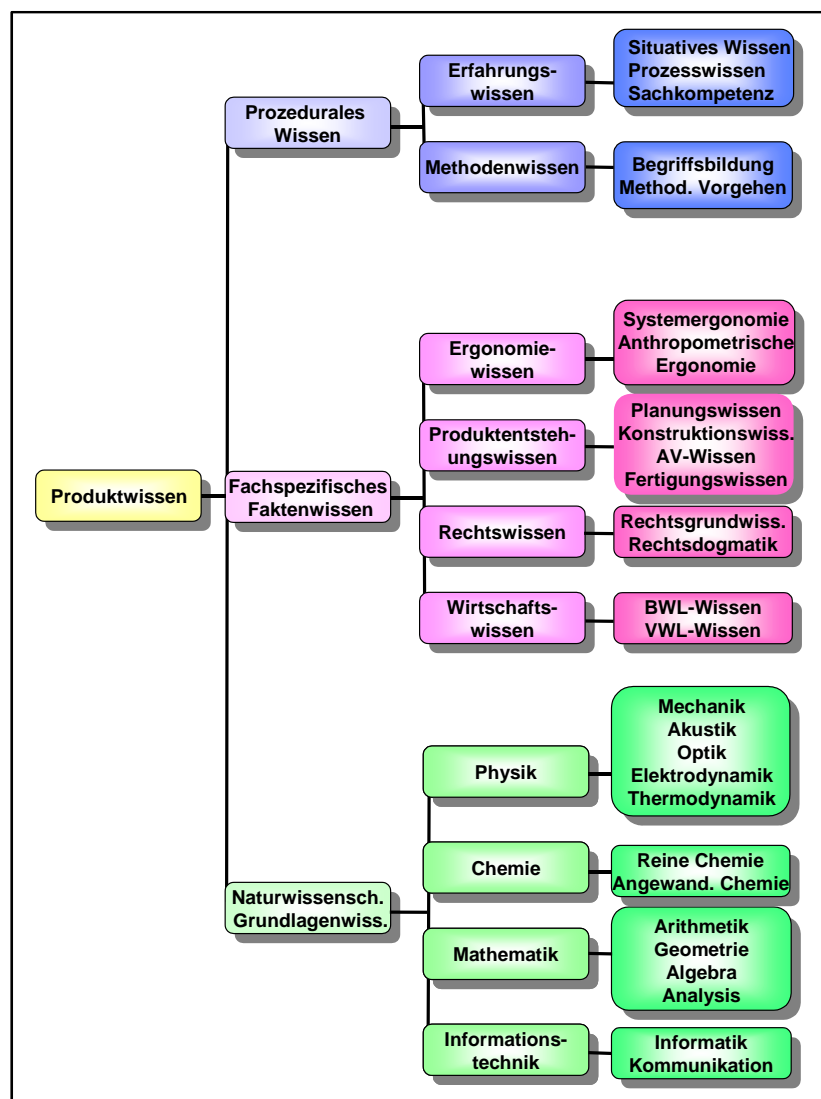 Produktwissen
Prozedurales
Wissen
Erfahrungs-
wissen
Situatives Wissen
Prozesswissen
Sachkompetenz
Methodenwissen
Begriffsbildung
Method. Vorgehen
Fachspezifisches
Faktenwissen
Ergonomie-
wissen
Systemergonomie
Anthropometrische
Ergonomie
Produktentsteh-
ungswissen
Planungswissen
Konstruktionswiss.
AV-Wissen
Fertigungswissen
Rechtswissen
Rechtsgrundwiss.
Rechtsdogmatik
Wirtschafts-
wissen
BWL-Wissen
VWL-Wissen
Naturwissensch.
Grundlagenwiss.
Physik
Mechanik
Akustik
Optik
Elektrodynamik
Thermodynamik
Chemie
Reine Chemie
Angewand. Chemie
Mathematik
Arithmetik
Geometrie
Algebra
Analysis
Informations-
technik
Informatik
Kommunikation